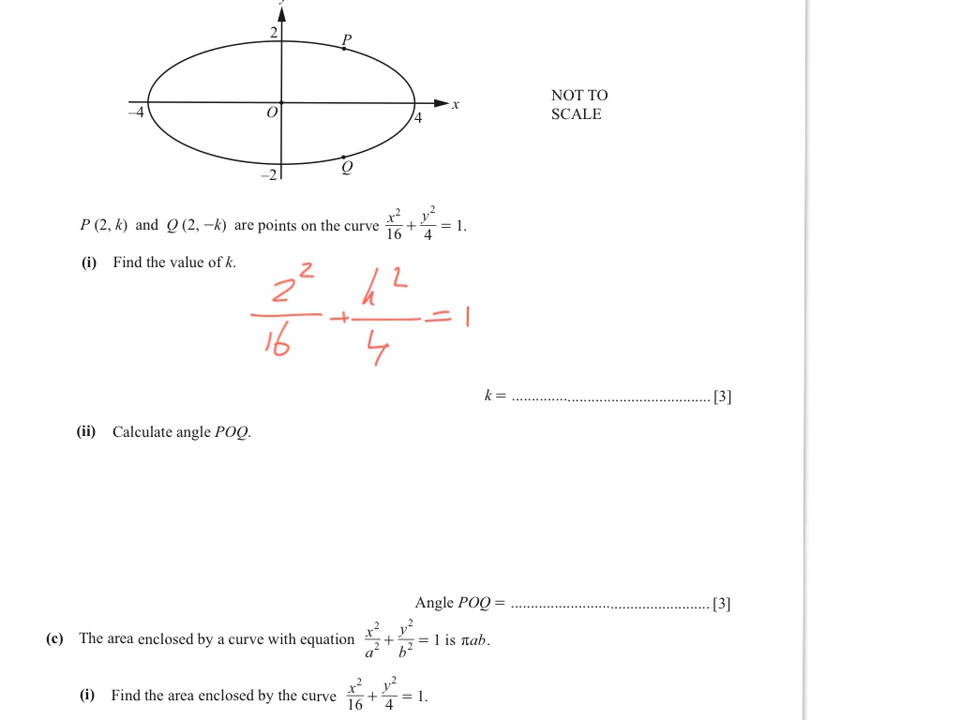 y
2
P
-4
O
4
x
NOT TO
SCALE
-2
Q
P (2, k) and Q (2, −k) are points on the curve x²/16 + y²/4 = 1.
(i) Find the value of k.
2²/16 + k²/4 = 1
k = .................................................. [3]
(ii) Calculate angle POQ.
Angle POQ = .................................................. [3]
(c) The area enclosed by a curve with equation x²/a² + y²/b² = 1 is πab.
(i) Find the area enclosed by the curve x²/16 + y²/4 = 1.